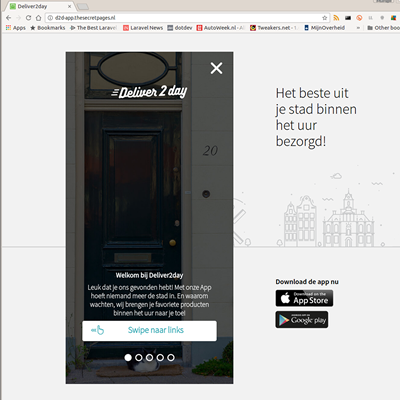 Deliver2day
d2d-app.thesecretpages.nl
Apps Bookmarks The Best Laravel Laravel News dotdev AutoWeek.nl - Tweakers.net - MijnOverheid Other boo
Deliver 2 day
20
Welkom bij Deliver2day
Leuk dat je ons gevonden hebt! Met onze App
hoeft niemand meer de stad in. En waarom
wachten, wij brengen je favoriete producten
binnen het uur naar je toe!
Swipe naar links
Het beste uit
je stad binnen
het uur
bezorgd!
Download de app nu
Download on the
App Store
Google play